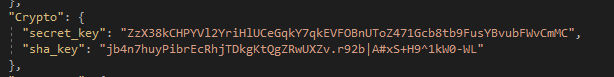 "Crypto": {
"secret_key": "ZzX38kCHPYVl2YriHlUCeGqkY7qkEVFOBnUToZ471Gcb8tb9FusYBvubFWvCmMC",
"sha_key": "jb4n7huyPibrEcRhjTDkgKtQgZRwUXZv.r92b|A#xS+H9^1kW0-WL"
},